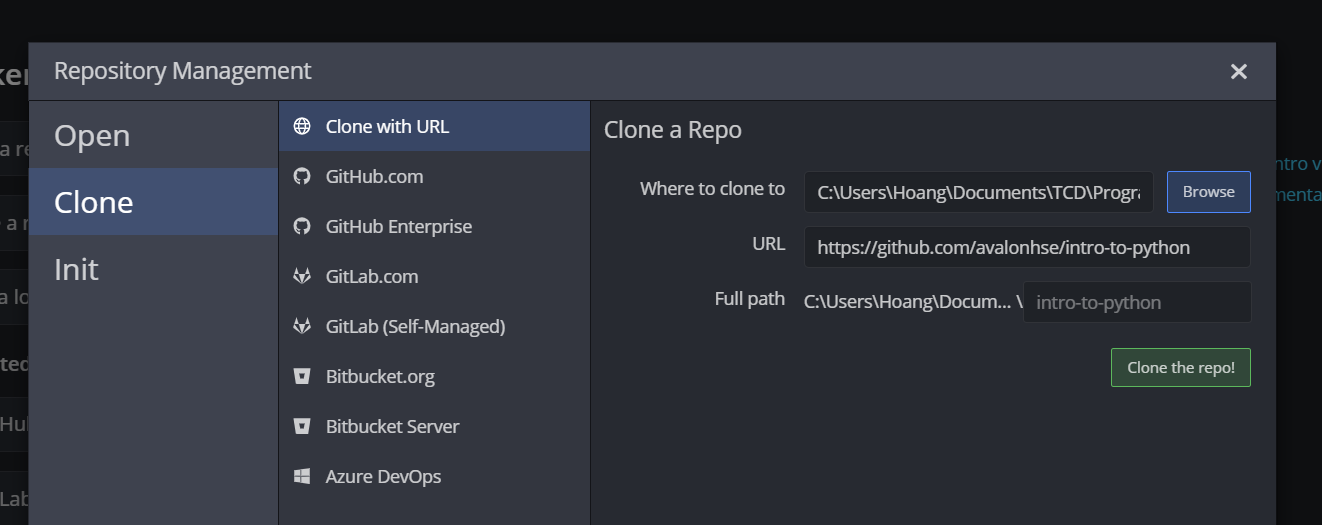 Repository Management
Open
Clone
Init
Clone with URL
GitHub.com
GitHub Enterprise
GitLab.com
GitLab (Self-Managed)
Bitbucket.org
Bitbucket Server
Azure DevOps
Clone a Repo
Where to clone to C:\Users\Hoang\Documents\TCD\Progra Browse
URL https://github.com/avalonhse/intro-to-python
Full path C:\Users\Hoang\Docum... \ intro-to-python
Clone the repo!